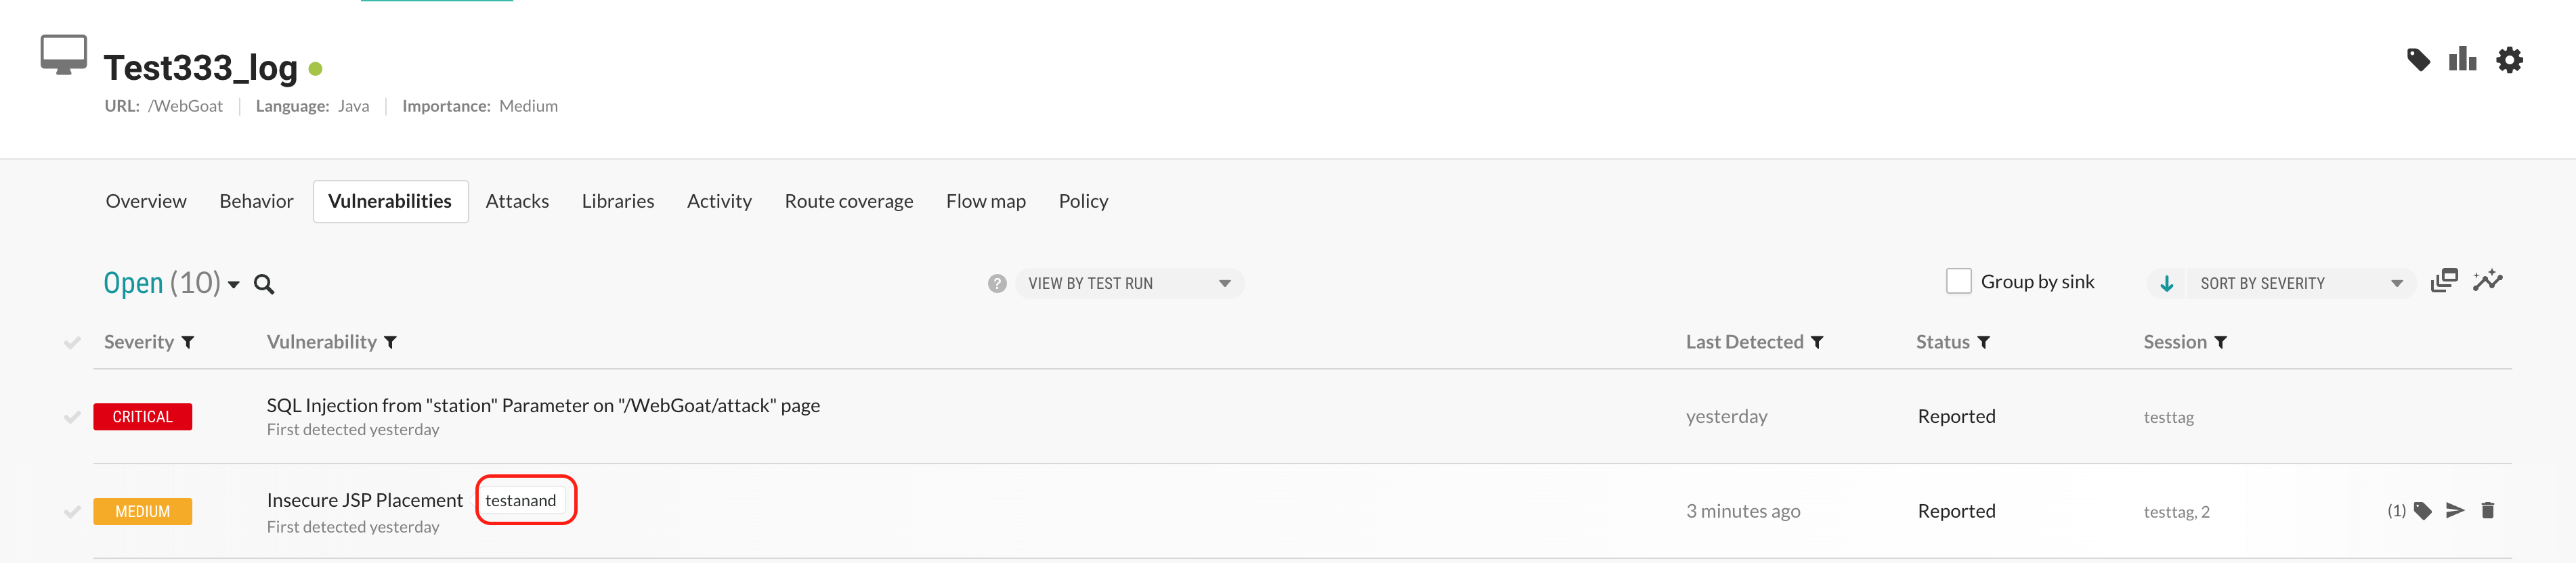 Test333_log
URL: /WebGoat Language: Java Importance: Medium
Overview Behavior Vulnerabilities Attacks Libraries Activity Route coverage Flow map Policy
Open (10) ? VIEW BY TEST RUN Group by sink SORT BY SEVERITY
Severity Vulnerability Last Detected Status Session
CRITICAL SQL Injection from "station" Parameter on "/WebGoat/attack" page yesterday Reported testtag
First detected yesterday
MEDIUM Insecure JSP Placement testanand 3 minutes ago Reported testtag, 2 (1)
First detected yesterday